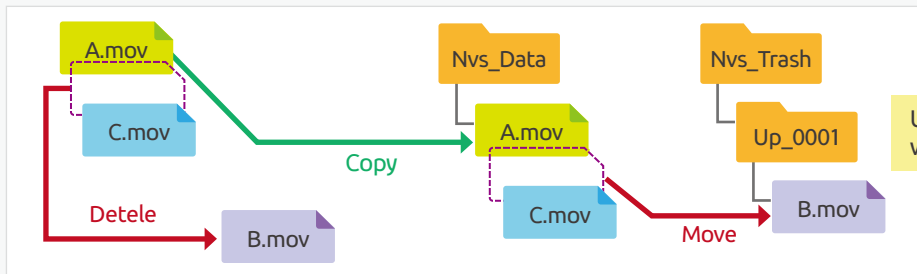 A.mov
Nvs_Data
Nvs_Trash
C.mov
A.mov
Up_0001
Copy
Detele
B.mov
C.mov
Move
B.mov